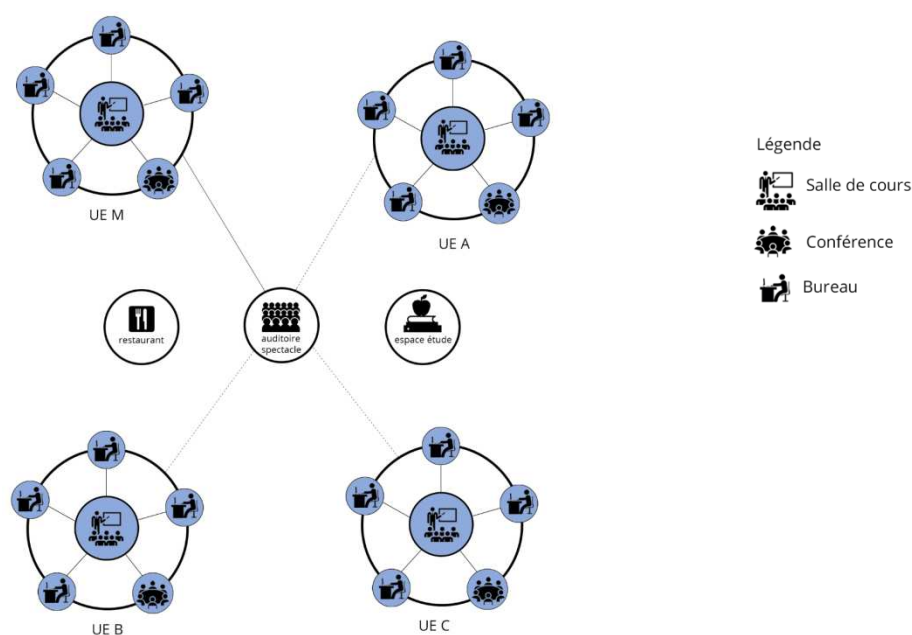 UE M
UE A
Légende
Salle de cours
Conférence
Bureau
restaurant
auditoire
spectacle
espace étude
UE B
UE C